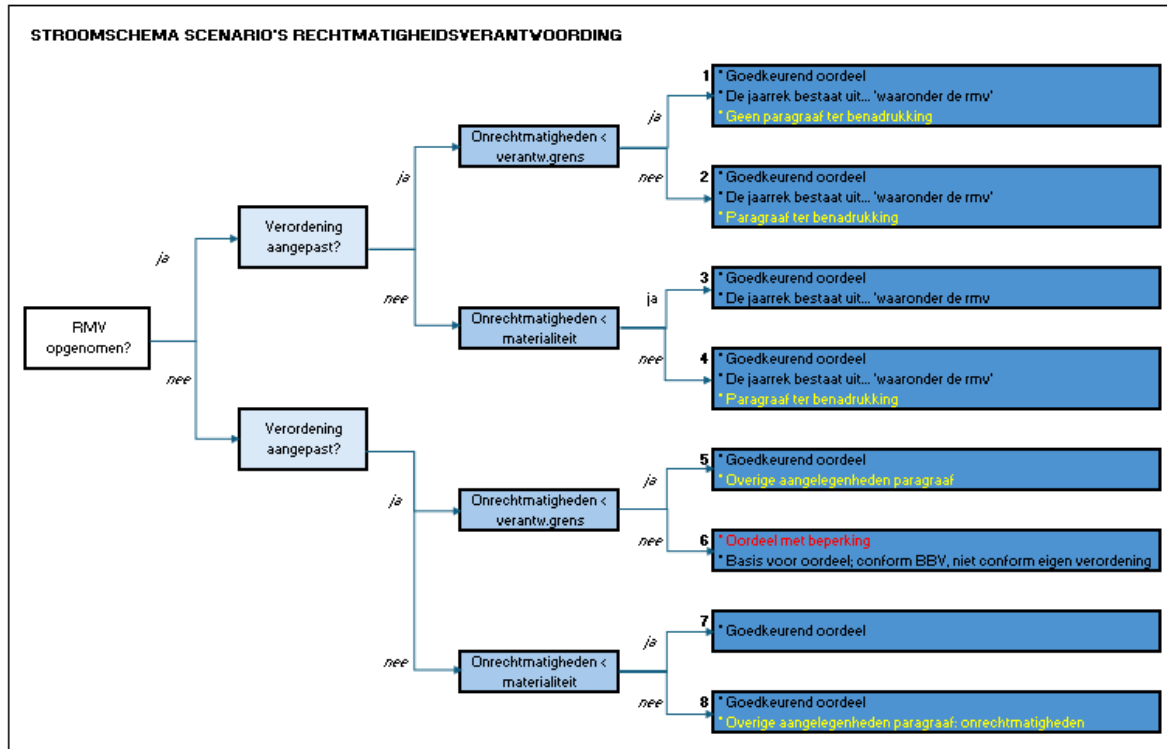 STROOMSCHEMA SCENARIO'S RECHTMATIGHEIDSVERANTWOORDING
RMV
opgenomen?
ja
nee
Verordening
aangepast?
ja
nee
Onrechtmatigheden <
verantw.grens
ja
nee
1
* Goedkeurend oordeel
* De jaarrek bestaat uit... 'waaronder de rmv'
* Geen paragraaf ter benadrukking
2
* Goedkeurend oordeel
* De jaarrek bestaat uit... 'waaronder de rmv'
* Paragraaf ter benadrukking
Onrechtmatigheden <
materialiteit
ja
nee
3
* Goedkeurend oordeel
* De jaarrek bestaat uit... 'waaronder de rmv
4
* Goedkeurend oordeel
* De jaarrek bestaat uit... 'waaronder de rmv'
* Paragraaf ter benadrukking
Verordening
aangepast?
ja
nee
Onrechtmatigheden <
verantw.grens
ja
nee
5
* Goedkeurend oordeel
* Overige aangelegenheden paragraaf
6
* Oordeel met beperking
* Basis voor oordeel; conform BBV, niet conform eigen verordening
Onrechtmatigheden <
materialiteit
ja
nee
7
* Goedkeurend oordeel
8
* Goedkeurend oordeel
* Overige aangelegenheden paragraaf: onrechtmatigheden